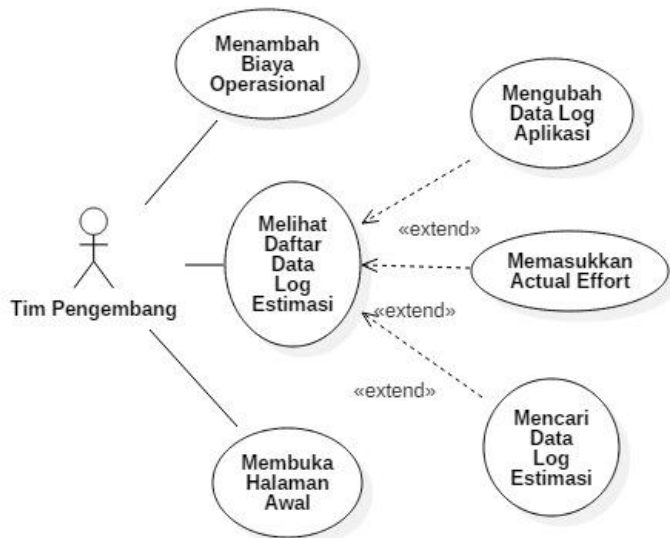 Menambah
Biaya
Operasional
Mengubah
Data Log
Aplikasi
Melihat
Daftar
Data
Log
Estimasi
«extend»
Memasukkan
Actual Effort
Tim Pengembang
«extend»
«extend»
Mencari
Data
Log
Estimasi
Membuka
Halaman
Awal